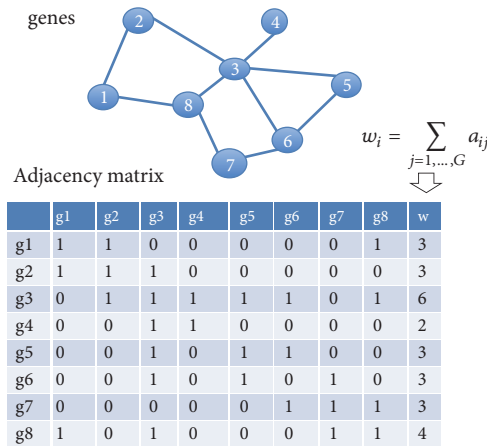 genes
2
4
3
5
1
8
6
7
wᵢ = ∑ aᵢⱼ
j=1,...,G
Adjacency matrix
g1 g2 g3 g4 g5 g6 g7 g8 w
g1 1 1 0 0 0 0 0 1 3
g2 1 1 1 0 0 0 0 0 3
g3 0 1 1 1 1 1 0 1 6
g4 0 0 1 1 0 0 0 0 2
g5 0 0 1 0 1 1 0 0 3
g6 0 0 1 0 1 0 1 0 3
g7 0 0 0 0 0 1 1 1 3
g8 1 0 1 0 0 0 1 1 4